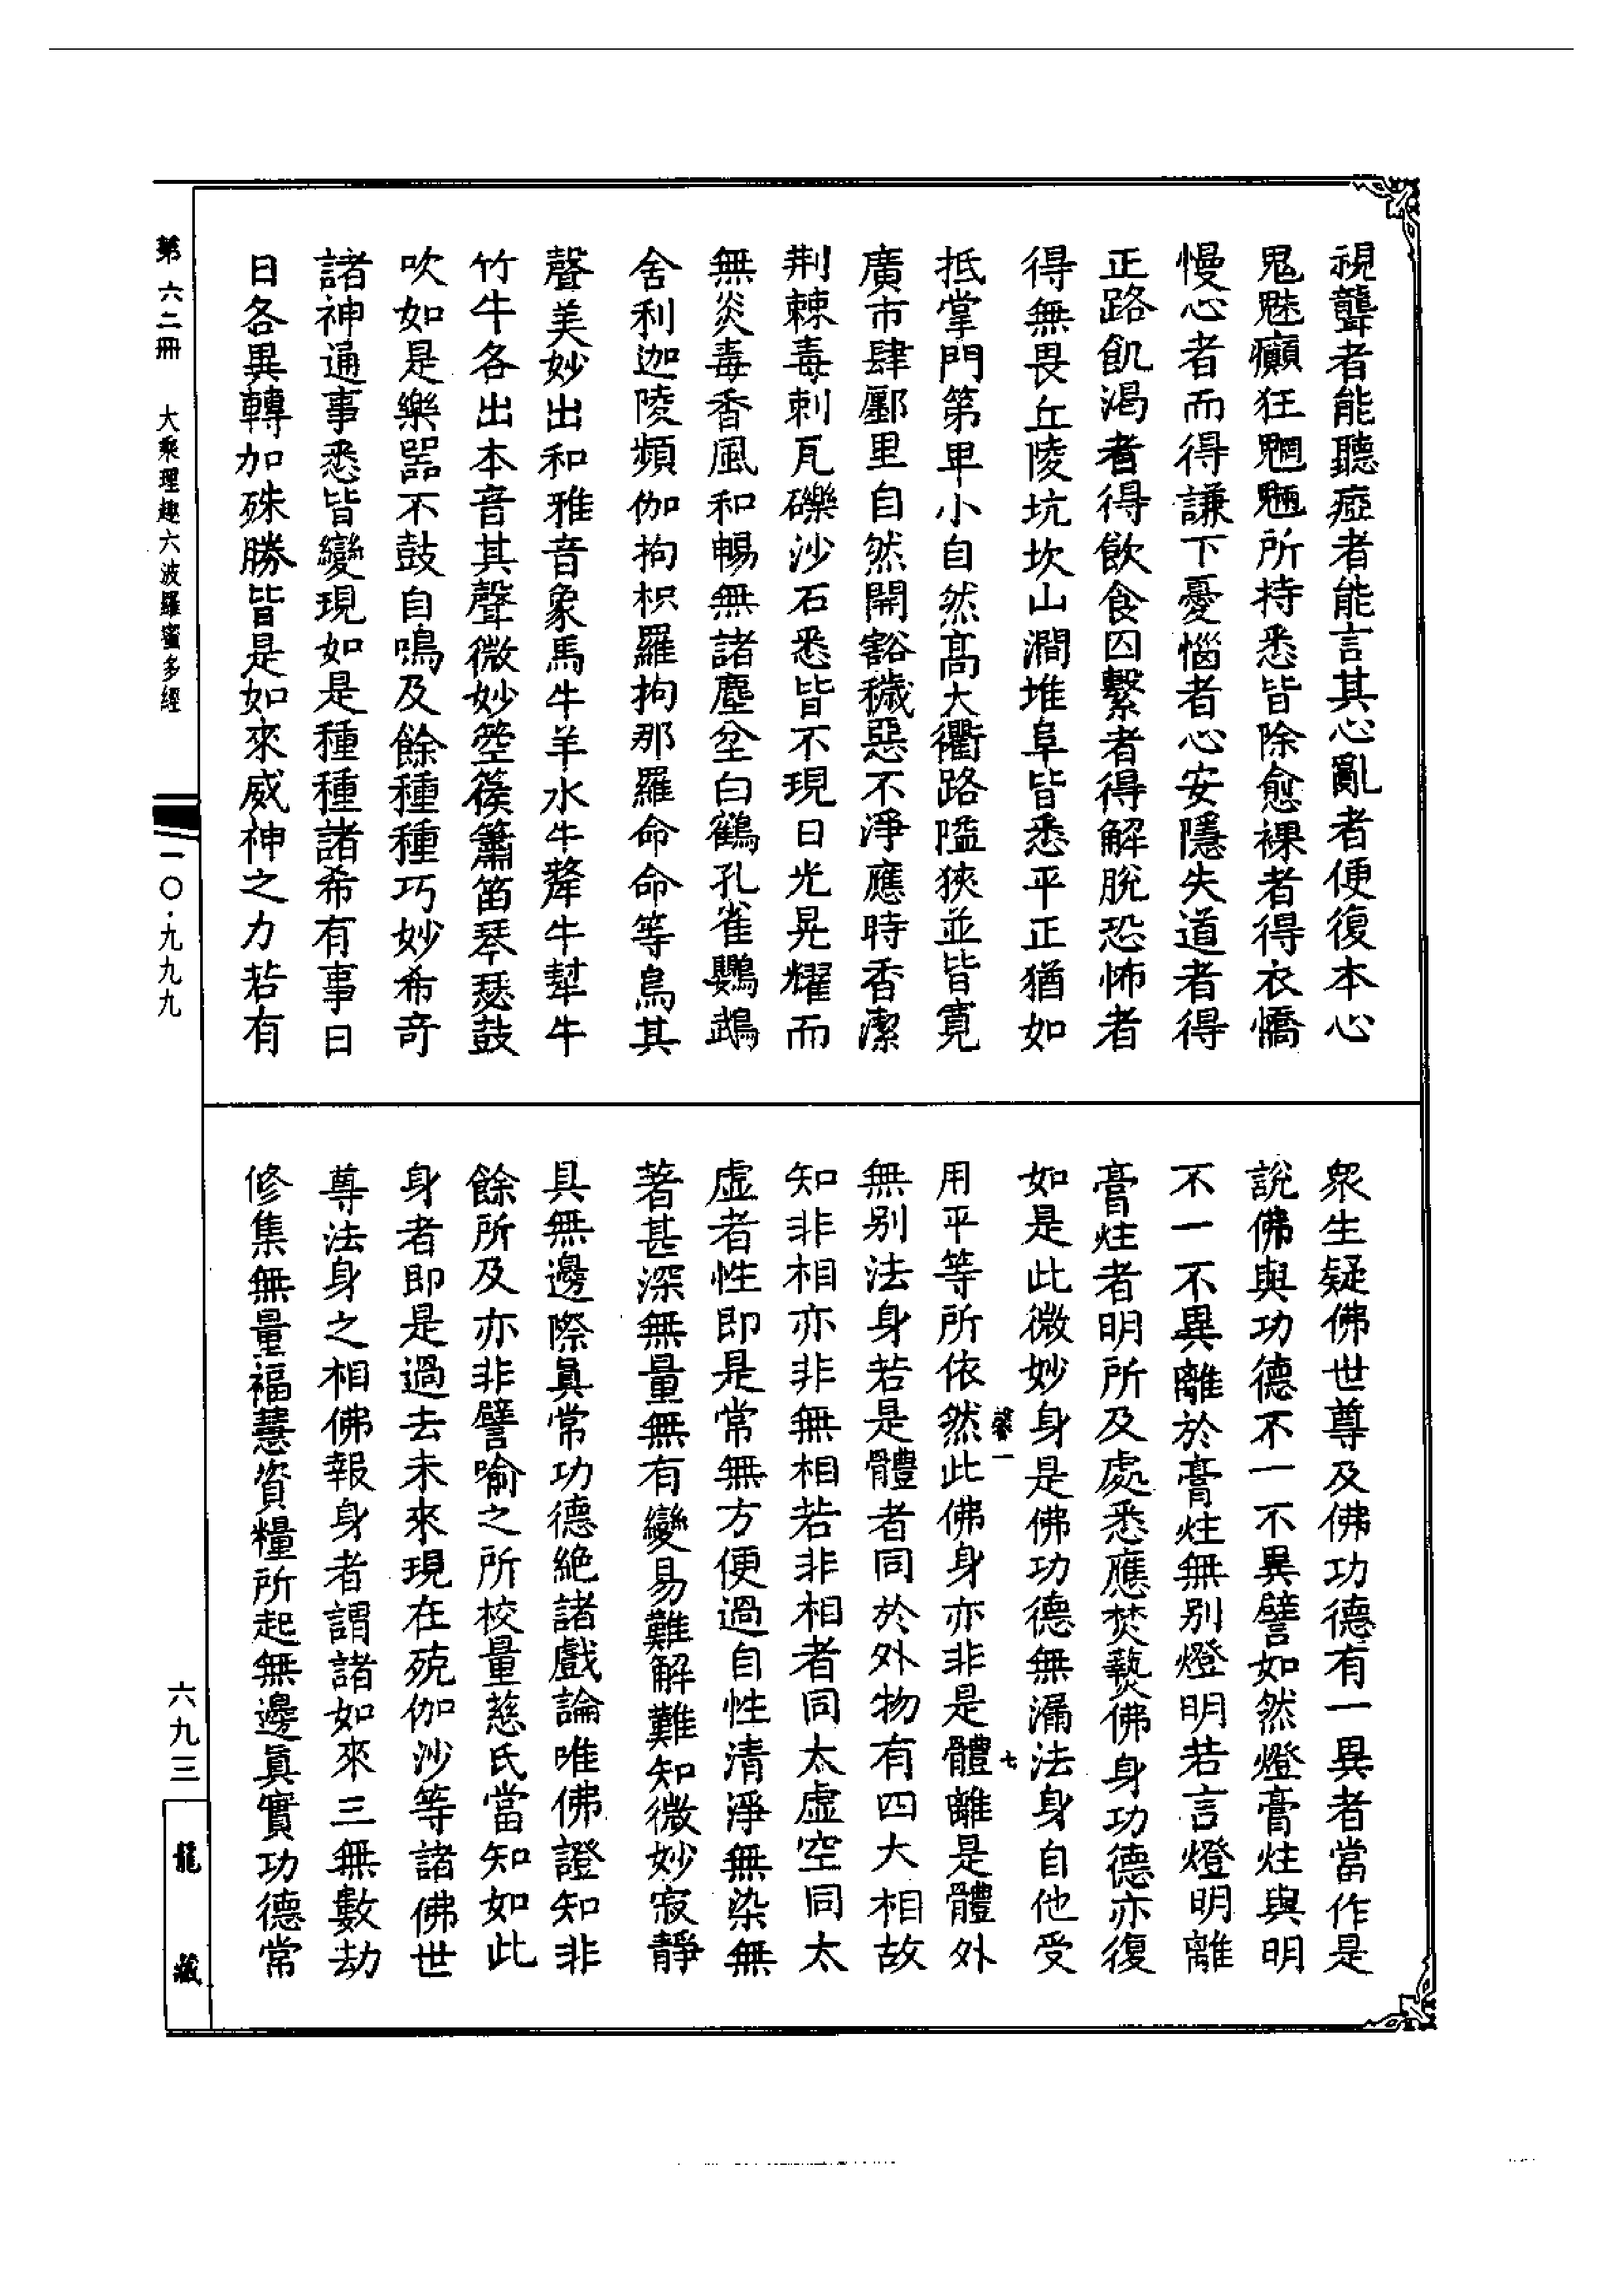 視聾者能聽瘂者能言其心亂者便復本心
鬼魅癲狂魍魎所持悉皆除愈裸者得衣憍
慢心者而得謙下憂惱者心安隱失道者得
正路飢渴者得飲食囚繫者得解脫恐怖者
得無畏丘陵坑坎山澗堆阜皆悉平正猶如
抵掌門第卑小自然高大衢路隘狹並皆寬
廣市肆鄽里自然開豁穢惡不淨應時香潔
荆棘毒刺瓦礫沙石悉皆不現日光晃耀而
無炎毒香風和暢無諸塵坌白鶴孔雀鸚鵡
舍利迦陵頻伽拘枳羅拘那羅命命等鳥其
聲美妙出和雅音象馬牛羊水牛犛牛犎牛
竹牛各出本音其聲微妙箜篌簫笛琴瑟鼓
吹如是樂器不鼓自鳴及餘種種巧妙希奇
諸神通事悉皆變現如是種種諸希有事日
日各異轉加殊勝皆是如來威神之力若有
眾生疑佛世尊及佛功德有一異者當作是
說佛與功德不一不異譬如然燈膏炷與明
不一不異離於膏炷無別燈明若言燈明離
膏炷者明所及處悉應焚爇佛身功德亦復
如是此微妙身是佛功德無漏法身自他受
用平等所依然此佛身亦非是體離是體外
無别法身若是體者同於外物有四大相故
知非相亦非無相若非相者同太虛空同太
虛者性即是常無方便過自性清淨無染無
著甚深無量無有變易難解難知微妙寂靜
具無邊際眞常功德絶諸戲論唯佛證知非
餘所及亦非譬喻之所校量慈氏當知如此
身者即是過去未來現在殑伽沙等諸佛世
尊法身之相佛報身者謂諸如來三無數劫
修集無量福慧資糧所起無邊眞實功德常
第六二冊 大乘理趣六波羅蜜多經
一〇·九九九
六九三
龍藏
一
七